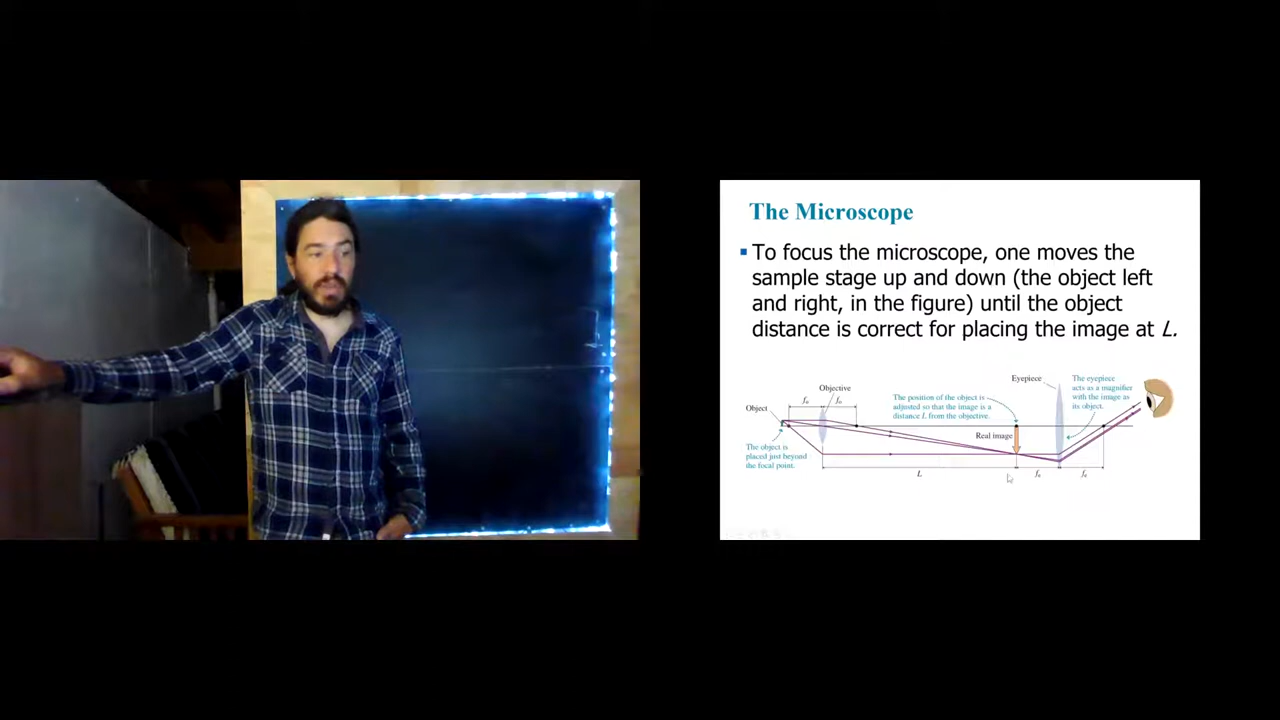 The Microscope
▪ To focus the microscope, one moves the
sample stage up and down (the object left
and right, in the figure) until the object
distance is correct for placing the image at L.
Object
Objective
The object is
placed just beyond
the focal point.
The position of the object is
adjusted so that the image is a
distance L from the objective.
Real image
Eyepiece
The eyepiece
acts as a magnifier
with the image as
its object.
L